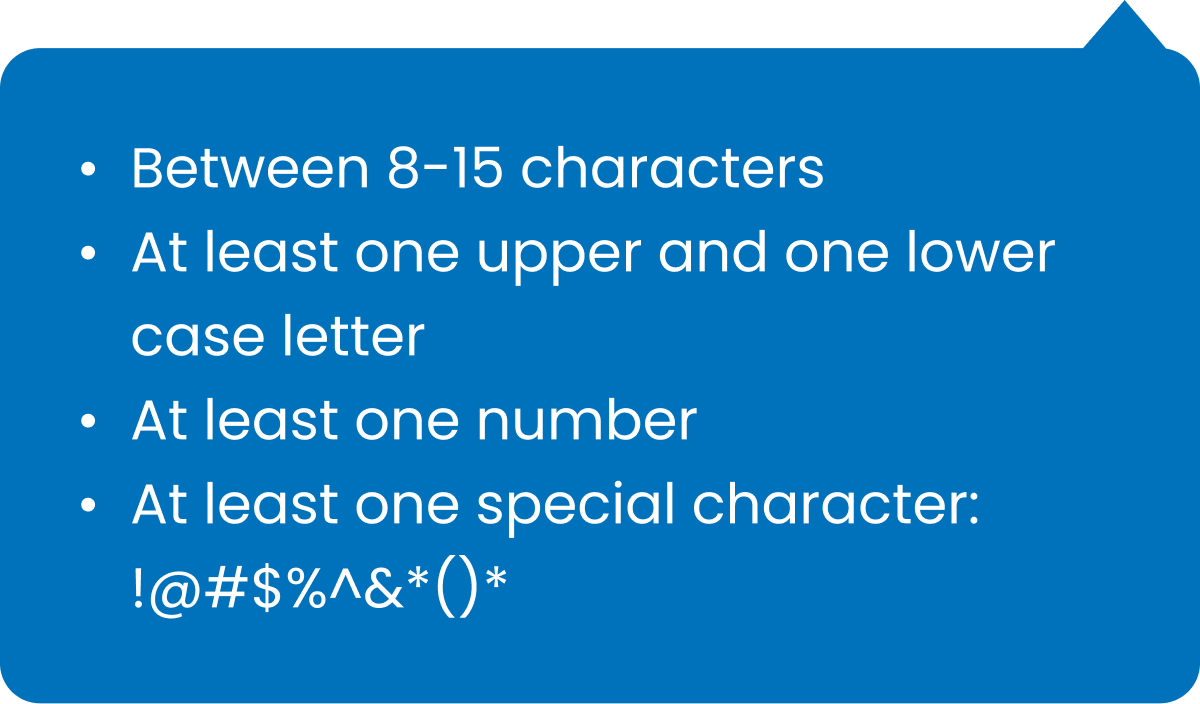 • Between 8-15 characters
• At least one upper and one lower
case letter
• At least one number
• At least one special character:
!@#$%^&*()*